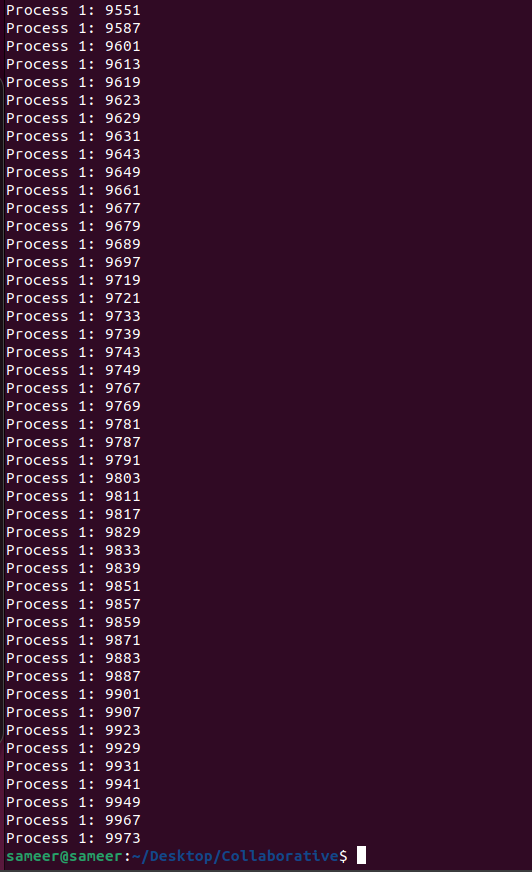 Process 1: 9551
Process 1: 9587
Process 1: 9601
Process 1: 9613
Process 1: 9619
Process 1: 9623
Process 1: 9629
Process 1: 9631
Process 1: 9643
Process 1: 9649
Process 1: 9661
Process 1: 9677
Process 1: 9679
Process 1: 9689
Process 1: 9697
Process 1: 9719
Process 1: 9721
Process 1: 9733
Process 1: 9739
Process 1: 9743
Process 1: 9749
Process 1: 9767
Process 1: 9769
Process 1: 9781
Process 1: 9787
Process 1: 9791
Process 1: 9803
Process 1: 9811
Process 1: 9817
Process 1: 9829
Process 1: 9833
Process 1: 9839
Process 1: 9851
Process 1: 9857
Process 1: 9859
Process 1: 9871
Process 1: 9883
Process 1: 9887
Process 1: 9901
Process 1: 9907
Process 1: 9923
Process 1: 9929
Process 1: 9931
Process 1: 9941
Process 1: 9949
Process 1: 9967
Process 1: 9973
sameer@sameer:~/Desktop/Collaborative$